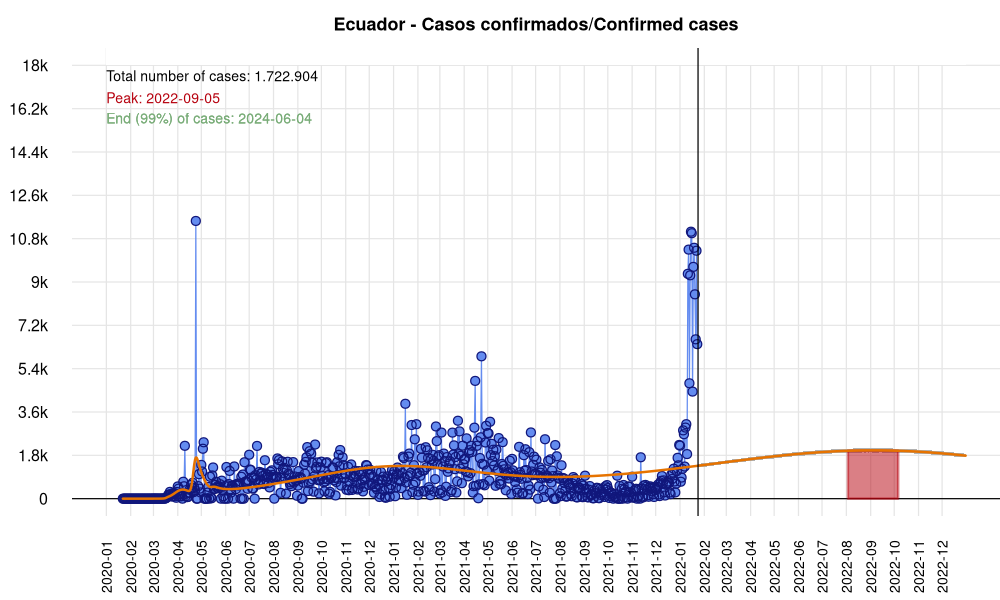 Ecuador - Casos confirmados/Confirmed cases
18k
16.2k
14.4k
12.6k
10.8k
9k
7.2k
5.4k
3.6k
1.8k
0
Total number of cases: 1.722.904
Peak: 2022-09-05
End (99%) of cases: 2024-06-04
2020-01
2020-02
2020-03
2020-04
2020-05
2020-06
2020-07
2020-08
2020-09
2020-10
2020-11
2020-12
2021-01
2021-02
2021-03
2021-04
2021-05
2021-06
2021-07
2021-08
2021-09
2021-10
2021-11
2021-12
2022-01
2022-02
2022-03
2022-04
2022-05
2022-06
2022-07
2022-08
2022-09
2022-10
2022-11
2022-12